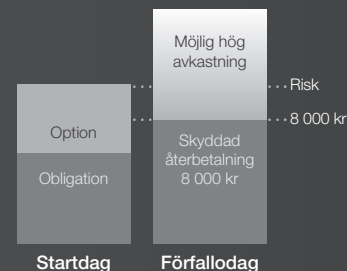 Möjlig hög
avkastning
Risk
8 000 kr
Option
Skyddad
återbetalning
8 000 kr
Obligation
Startdag
Förfallodag